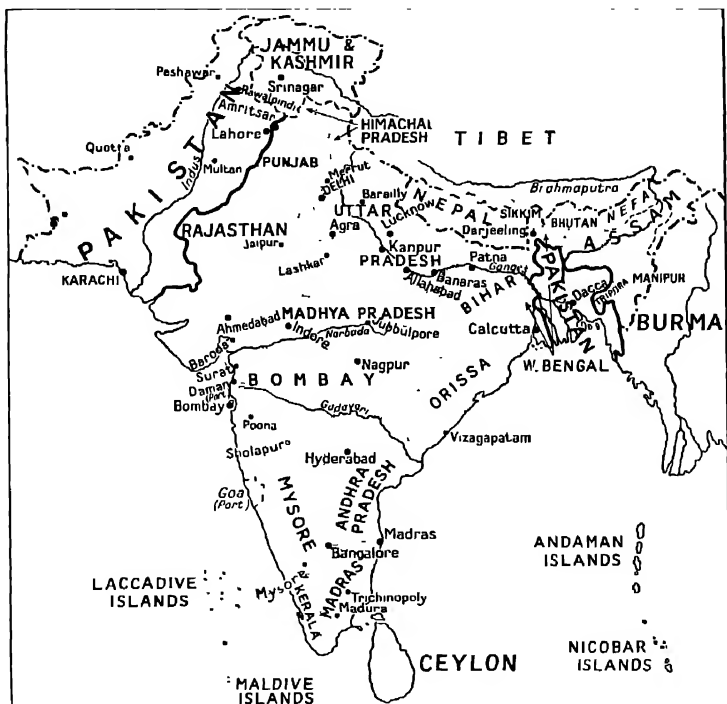 JAMMU &
KASHMIR
Peshawar
Srinagar
Rawalpindi
Amritsar
Lahore
HIMACHAL
PRADESH
TIBET
Quotta
Multan
Indus
PUNJAB
PAKISTAN
Meerut
DELHI
Bareilly
NEPAL
Brahmaputra
SIKKIM
BHUTAN
NEFA
ASSAM
RAJASTHAN
UTTAR
Lucknow
Darjeeling
Jaipur
Agra
Kanpur
PRADESH
Patna
Ganges
KARACHI
Lashkar
Allahabad
Banaras
BIHAR
PAKISTAN
Dacca
TRIPURA
MANIPUR
MADHYA PRADESH
Ahmedabad
Indore
Narbada
Jubbulpore
Calcutta
BURMA
Baroda
Surat
Nagpur
W. BENGAL
Daman
(Port)
BOMBAY
ORISSA
Bombay
Godavari
Poona
Sholapur
Vizagapatam
Hyderabad
Goa
(Port)
MYSORE
ANDHRA
PRADESH
Madras
Bangalore
ANDAMAN
ISLANDS
LACCADIVE
ISLANDS
Mysore
KERALA
MADRAS
Trichinopoly
Madura
CEYLON
NICOBAR
ISLANDS
MALDIVE
ISLANDS